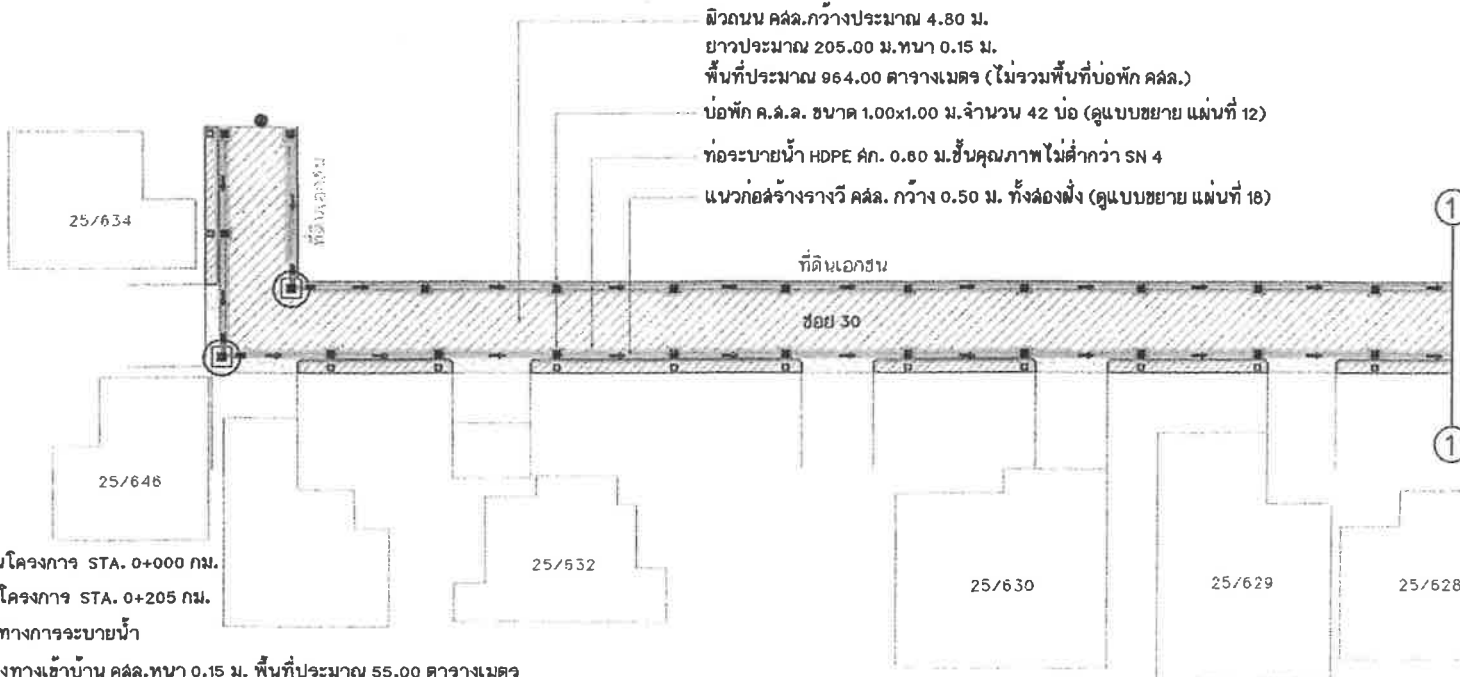 ผิวถนน คสล.กว้างประมาณ 4.80 ม.
ยาวประมาณ 205.00 ม.หนา 0.15 ม.
พื้นที่ประมาณ 964.00 ตารางเมตร (ไม่รวมพื้นที่บ่อพัก คสล.)
บ่อพัก ค.ส.ล. ขนาด 1.00x1.00 ม.จำนวน 42 บ่อ (ดูแบบขยาย แผ่นที่ 12)
ท่อระบายน้ำ HDPE ศก. 0.60 ม.ชั้นคุณภาพไม่ต่ำกว่า SN 4
แนวก่อสร้างรางวี คสล. กว้าง 0.50 ม. ทั้งสองฝั่ง (ดูแบบขยาย แผ่นที่ 18)
25/634
ที่ดินเอกชน
1
ที่ดินเอกชน
ซอย 30
1
25/646
25/632
25/630
25/629
25/628
โครงการ STA. 0+000 กม.
โครงการ STA. 0+205 กม.
ทางการระบายน้ำ
ทางเข้าบ้าน คสล.หนา 0.15 ม. พื้นที่ประมาณ 55.00 ตารางเมตร